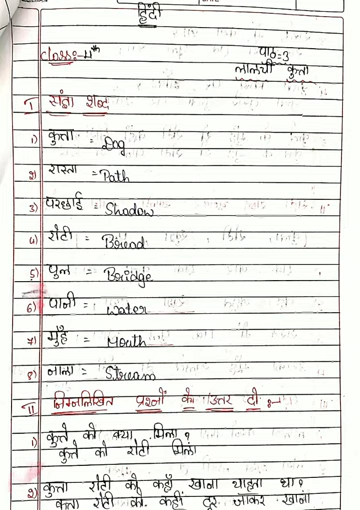 हिंदी
Class:- 4th
पाठ-3
लालची कुत्ता
I संज्ञा शब्द
1) कुत्ता = Dog
2) रास्ता = Path
3) परछाई = Shadow
4) रोटी = Bread
5) पुल = Bridge
6) पानी = Water
7) मुहँ = Mouth
8) नाला = Stream
II निम्नलिखित प्रश्नों के उत्तर दो :-
1) कुत्ते को क्या मिला ?
कुत्ते को रोटी मिला
2) कुत्ता रोटी को कहाँ खाना चाहता था ?
कुत्ता रोटी को कहीं दूर जाकर खाना